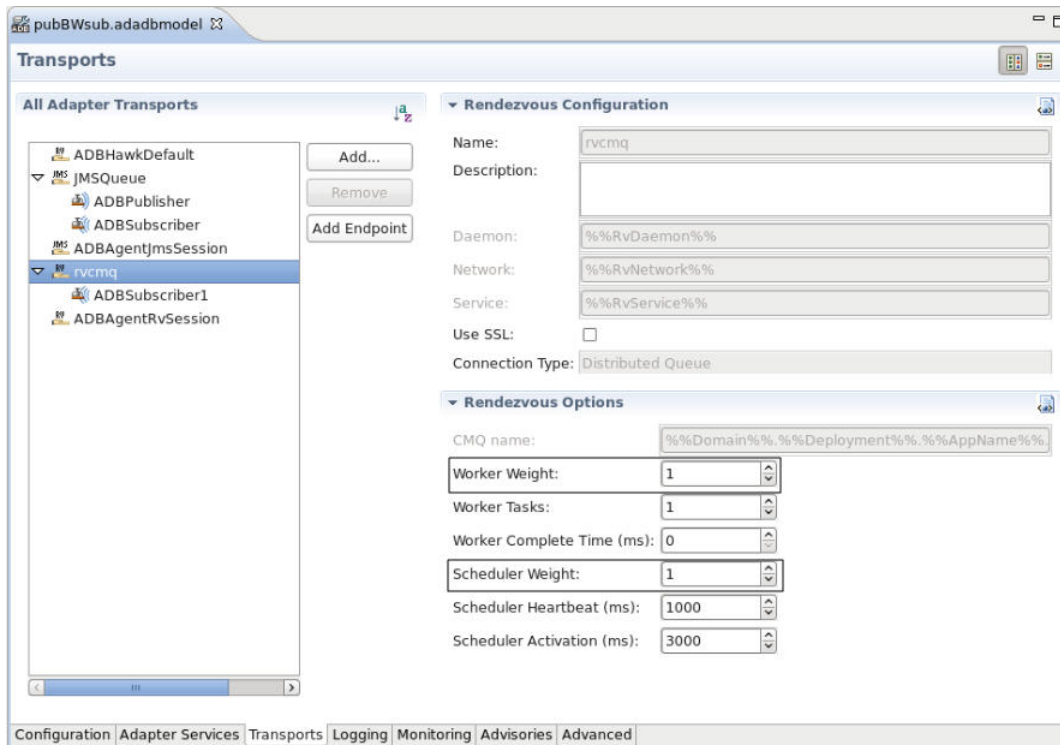 pubBWsub.adadbmodel
Transports
All Adapter Transports
ADBHawkDefault
JMSQueue
ADBPublisher
ADBSubscriber
ADBAgentJmsSession
rvcmq
ADBSubscriber1
ADBAgentRvSession
Add...
Remove
Add Endpoint
Rendezvous Configuration
Name: rvcmq
Description:
Daemon: %%RvDaemon%%
Network: %%RvNetwork%%
Service: %%RvService%%
Use SSL:
Connection Type: Distributed Queue
Rendezvous Options
CMQ name: %%Domain%%.%%Deployment%%.%%AppName%%.
Worker Weight: 1
Worker Tasks: 1
Worker Complete Time (ms): 0
Scheduler Weight: 1
Scheduler Heartbeat (ms): 1000
Scheduler Activation (ms): 3000
Configuration Adapter Services Transports Logging Monitoring Advisories Advanced